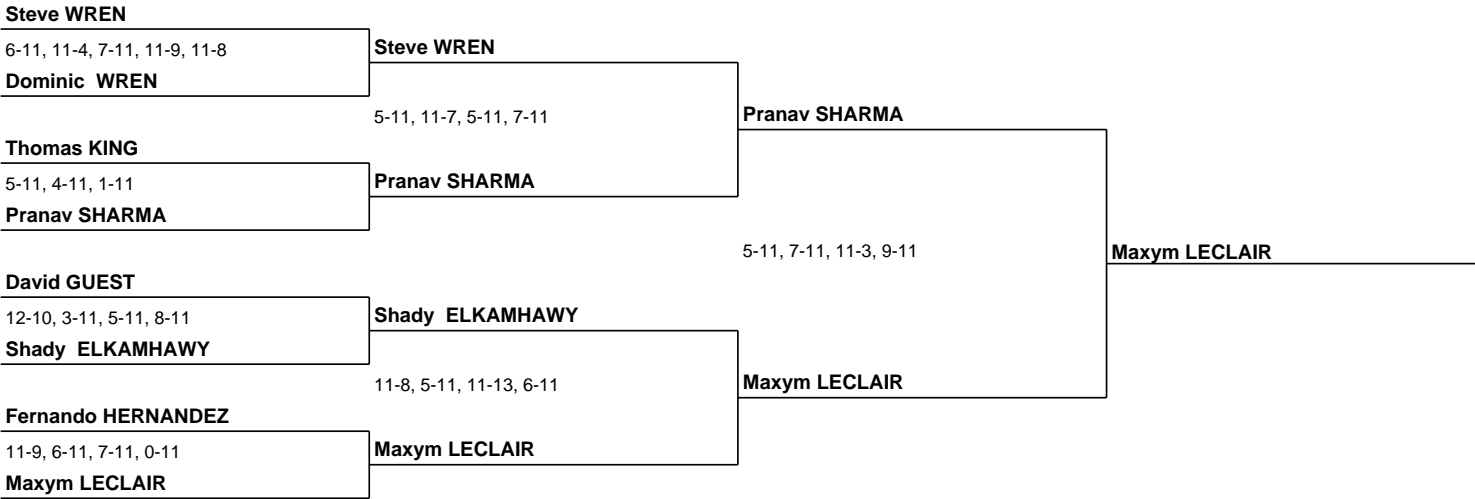 Steve WREN
6-11, 11-4, 7-11, 11-9, 11-8
Dominic  WREN
Thomas KING
5-11, 4-11, 1-11
Pranav SHARMA
David GUEST
12-10, 3-11, 5-11, 8-11
Shady  ELKAMHAWY
Fernando HERNANDEZ
11-9, 6-11, 7-11, 0-11
Maxym LECLAIR
Steve WREN
5-11, 11-7, 5-11, 7-11
Pranav SHARMA
Shady  ELKAMHAWY
11-8, 5-11, 11-13, 6-11
Maxym LECLAIR
Pranav SHARMA
5-11, 7-11, 11-3, 9-11
Maxym LECLAIR
Maxym LECLAIR